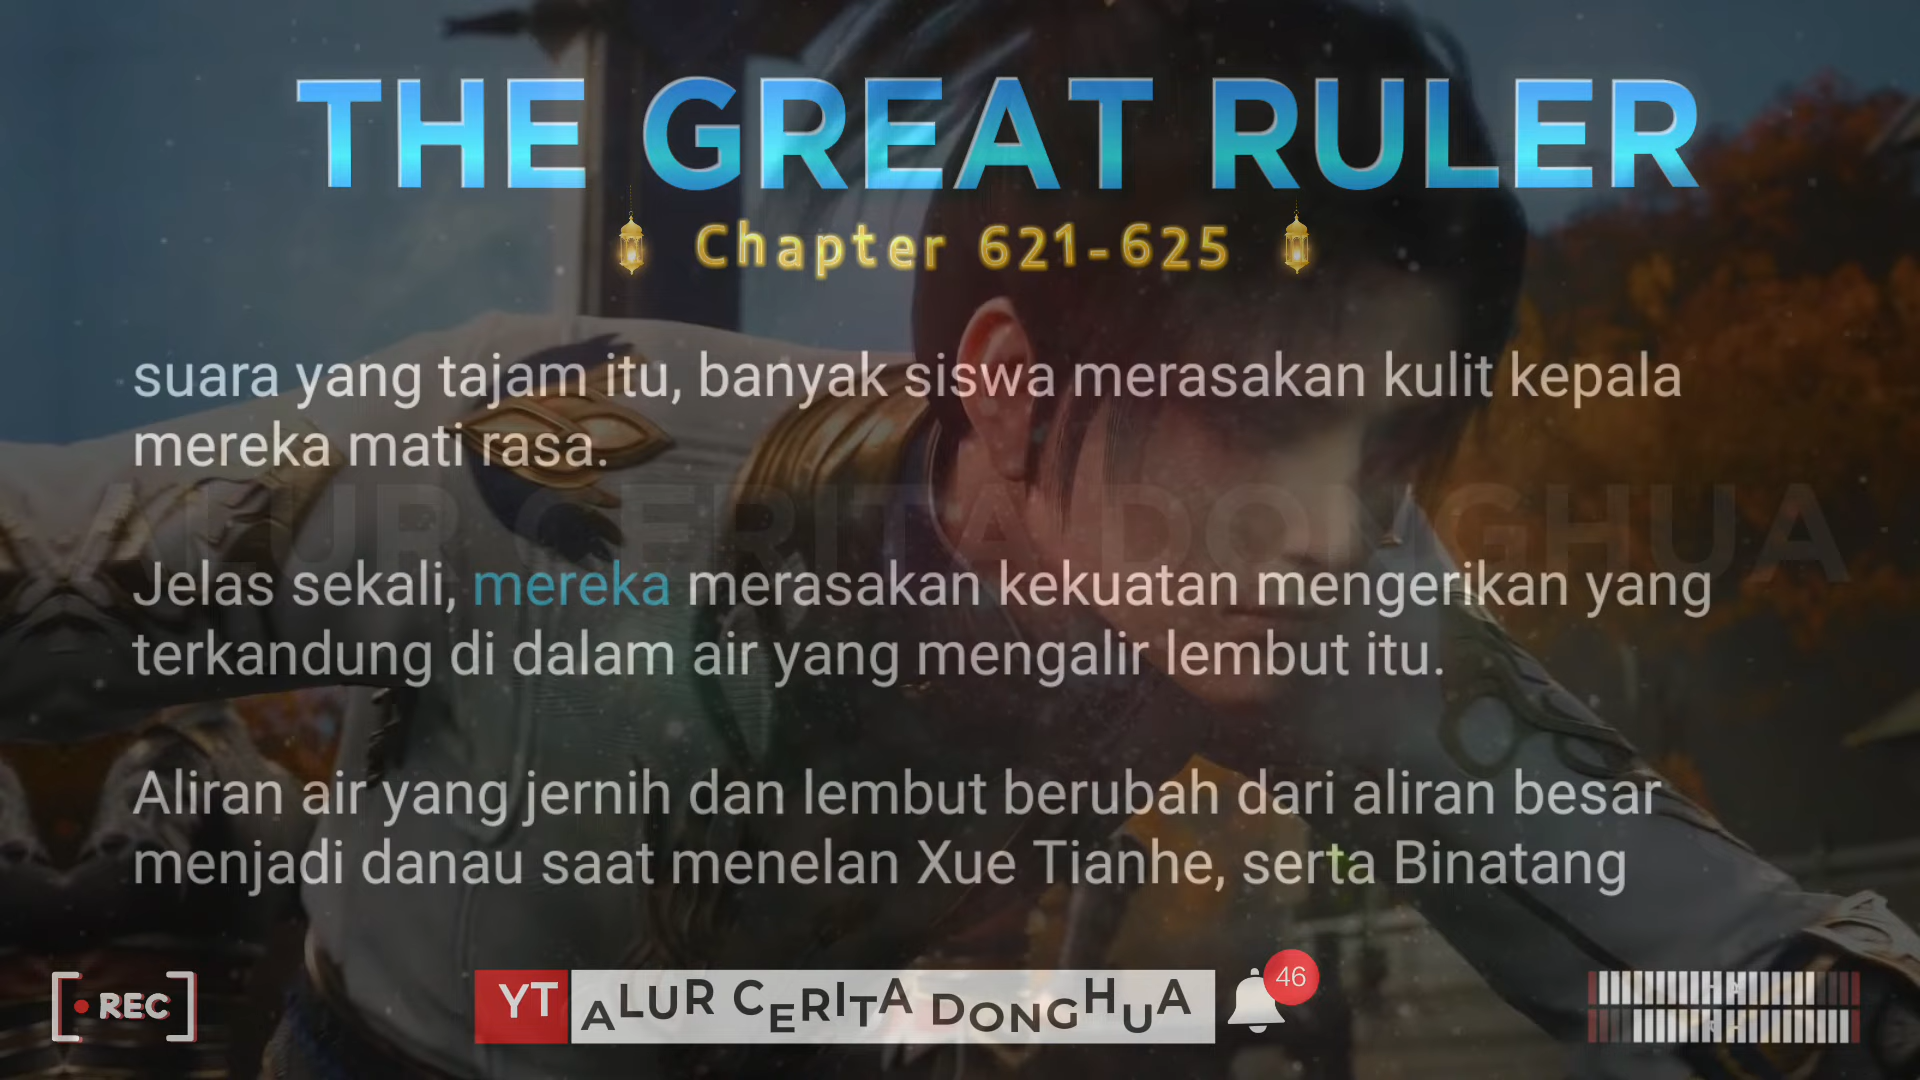 THE GREAT RULER
Chapter 621-625
suara yang tajam itu, banyak siswa merasakan kulit kepala
mereka mati rasa.
ALUR CERITA DONGHUA
Jelas sekali, mereka merasakan kekuatan mengerikan yang
terkandung di dalam air yang mengalir lembut itu.
Aliran air yang jernih dan lembut berubah dari aliran besar
menjadi danau saat menelan Xue Tianhe, serta Binatang
REC
YT ALUR CERITA DONGHUA
46